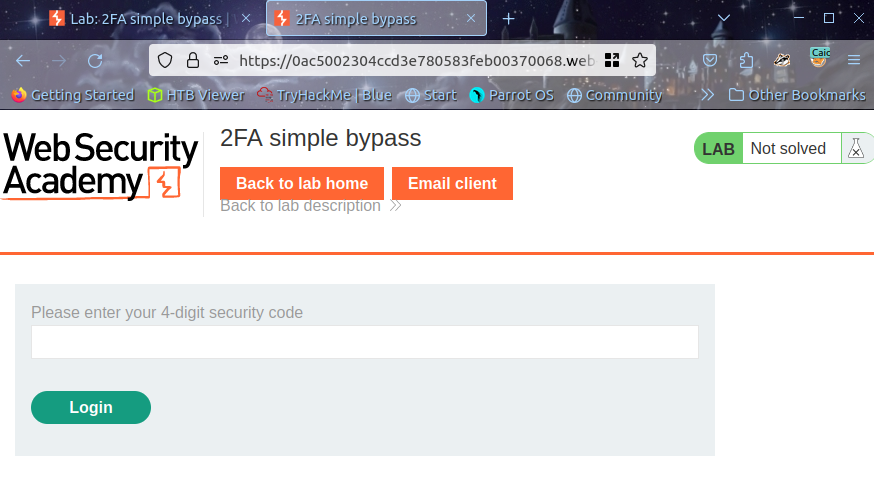 Lab: 2FA simple bypass |
2FA simple bypass
https://0ac5002304ccd3e780583feb00370068.web
Caic
Getting Started
HTB Viewer
TryHackMe | Blue
Start
Parrot OS
Community
Other Bookmarks
Web Security
Academy
2FA simple bypass
Back to lab home
Email client
Back to lab description
LAB
Not solved
Please enter your 4-digit security code
Login